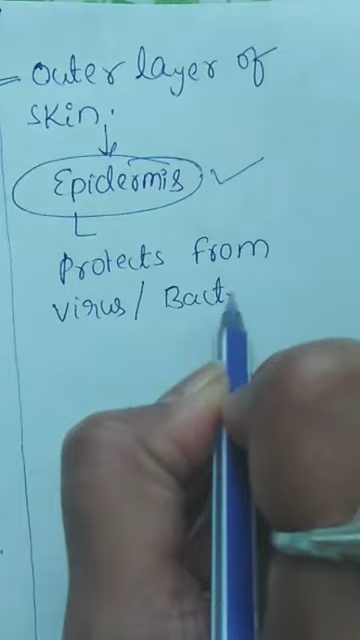 = outer layer of
skin.
Epidermis
Protects from
virus / Bact